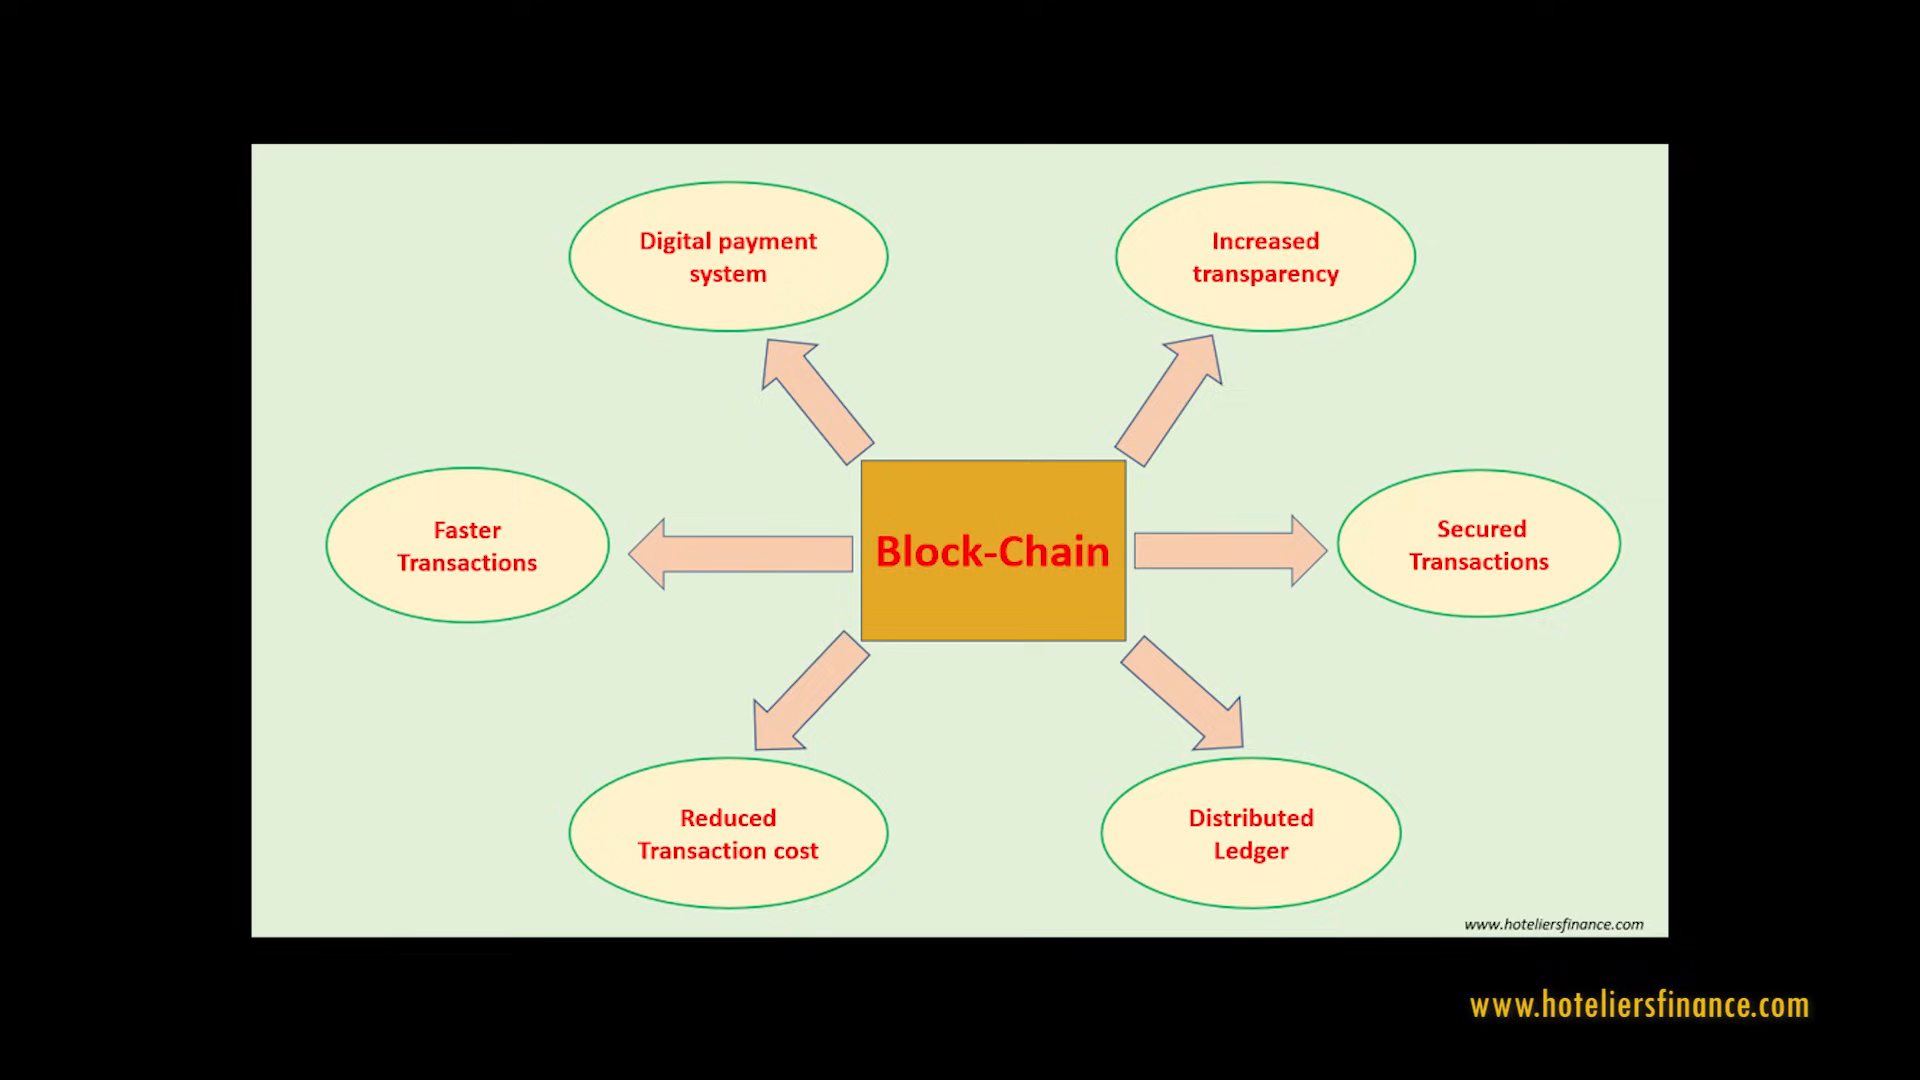 Digital payment
system
Increased
transparency
Faster
Transactions
Block-Chain
Secured
Transactions
Reduced
Transaction cost
Distributed
Ledger
www.hoteliersfinance.com
www.hoteliersfinance.com